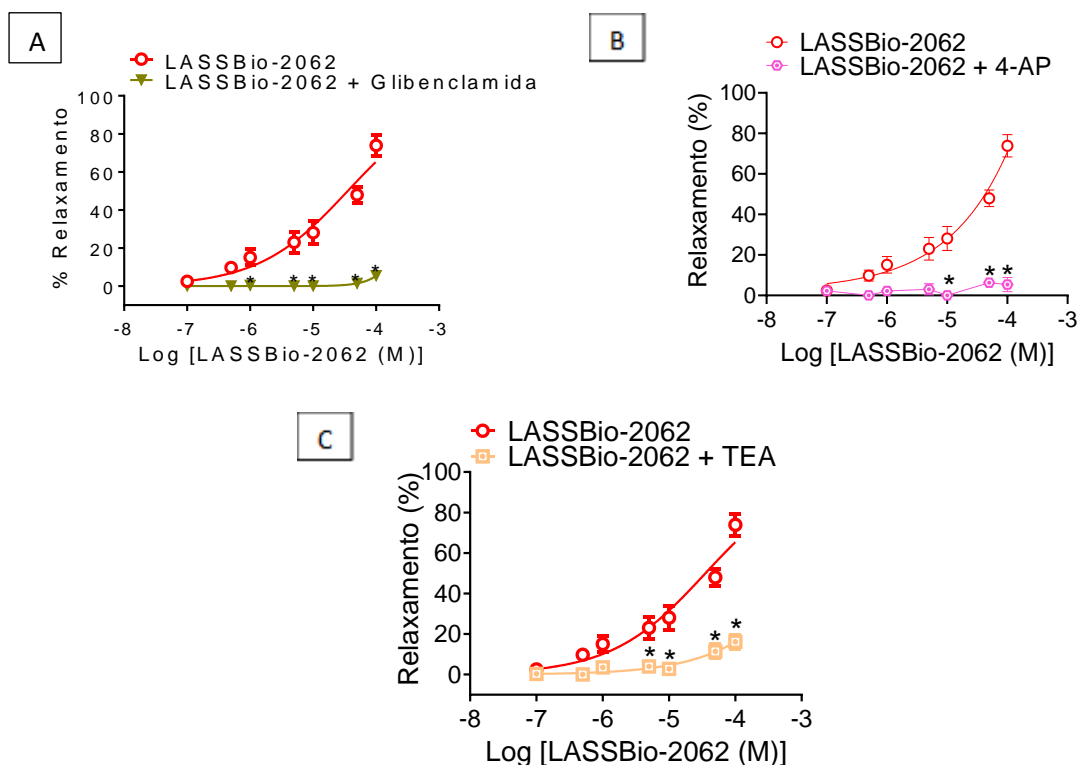 A
LASSBio-2062
LASSBio-2062 + Glibenclamida
% Relaxamento
100
80
60
40
20
0
* * * * *
-8 -7 -6 -5 -4 -3
Log [LASSBio-2062 (M)]
B
LASSBio-2062
LASSBio-2062 + 4-AP
Relaxamento (%)
100
80
60
40
20
0
* * *
-8 -7 -6 -5 -4 -3
Log [LASSBio-2062 (M)]
C
LASSBio-2062
LASSBio-2062 + TEA
Relaxamento (%)
100
80
60
40
20
0
* * * *
-8 -7 -6 -5 -4 -3
Log [LASSBio-2062 (M)]